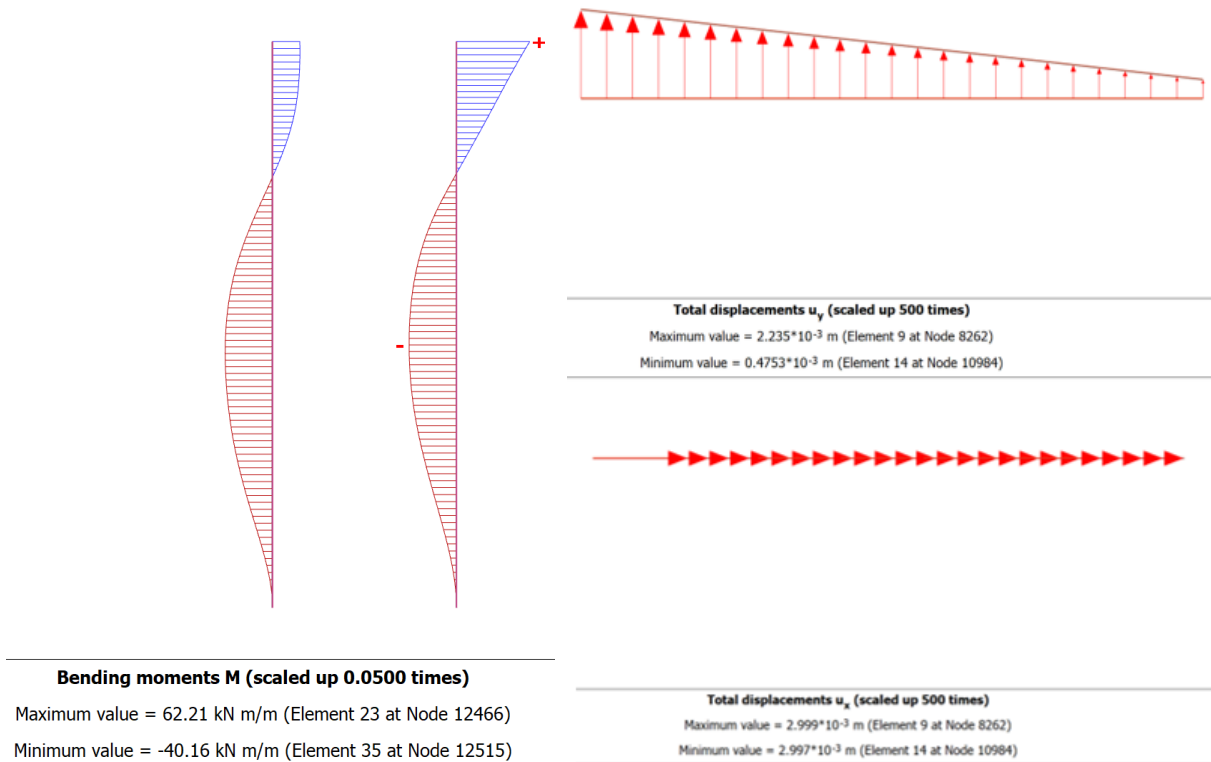 +
-
Bending moments M (scaled up 0.0500 times)
Maximum value = 62.21 kN m/m (Element 23 at Node 12466)
Minimum value = -40.16 kN m/m (Element 35 at Node 12515)
Total displacements uy (scaled up 500 times)
Maximum value = 2.235*10-3 m (Element 9 at Node 8262)
Minimum value = 0.4753*10-3 m (Element 14 at Node 10984)
Total displacements ux (scaled up 500 times)
Maximum value = 2.999*10-3 m (Element 9 at Node 8262)
Minimum value = 2.997*10-3 m (Element 14 at Node 10984)